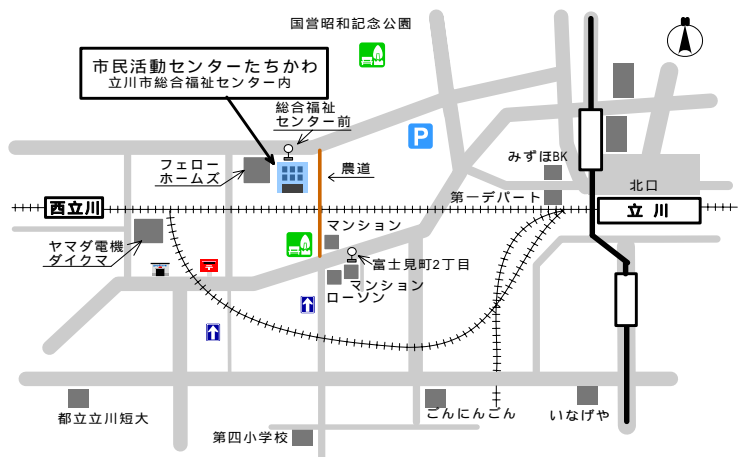 国営昭和記念公園
市民活動センターたちかわ
立川市総合福祉センター内
総合福祉
センター前
P
フェロー
ホームズ
農道
みずほBK
第一デパート
北口
西立川
立川
ヤマダ電機
ダイクマ
マンション
富士見町2丁目
マンション
ローソン
都立立川短大
第四小学校
ごんにんごん
いなげや